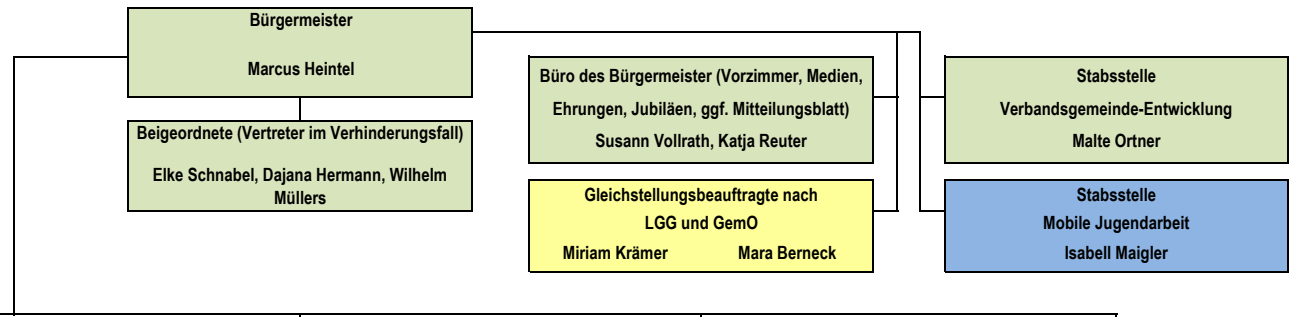 Bürgermeister
Marcus Heintel
Beigeordnete (Vertreter im Verhinderungsfall)
Elke Schnabel, Dajana Hermann, Wilhelm
Müllers
Büro des Bürgermeister (Vorzimmer, Medien,
Ehrungen, Jubiläen, ggf. Mitteilungsblatt)
Susann Vollrath, Katja Reuter
Gleichstellungsbeauftragte nach
LGG und GemO
Miriam Krämer Mara Berneck
Stabsstelle
Verbandsgemeinde-Entwicklung
Malte Ortner
Stabsstelle
Mobile Jugendarbeit
Isabell Maigler